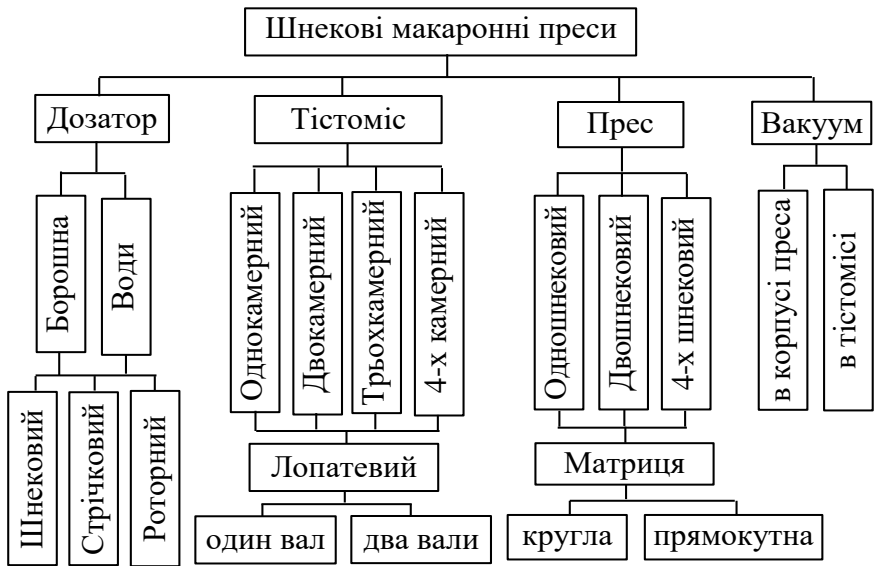 Шнекові макаронні преси
Дозатор
Тістоміс
Прес
Вакуум
Борошна
Води
Однокамерний
Двокамерний
Трьохкамерний
4-х камерний
Одношнековий
Двошнековий
4-х шнековий
в корпусі преса
в тістомісі
Шнековий
Стрічковий
Роторний
Лопатевий
Матриця
один вал
два вали
кругла
прямокутна